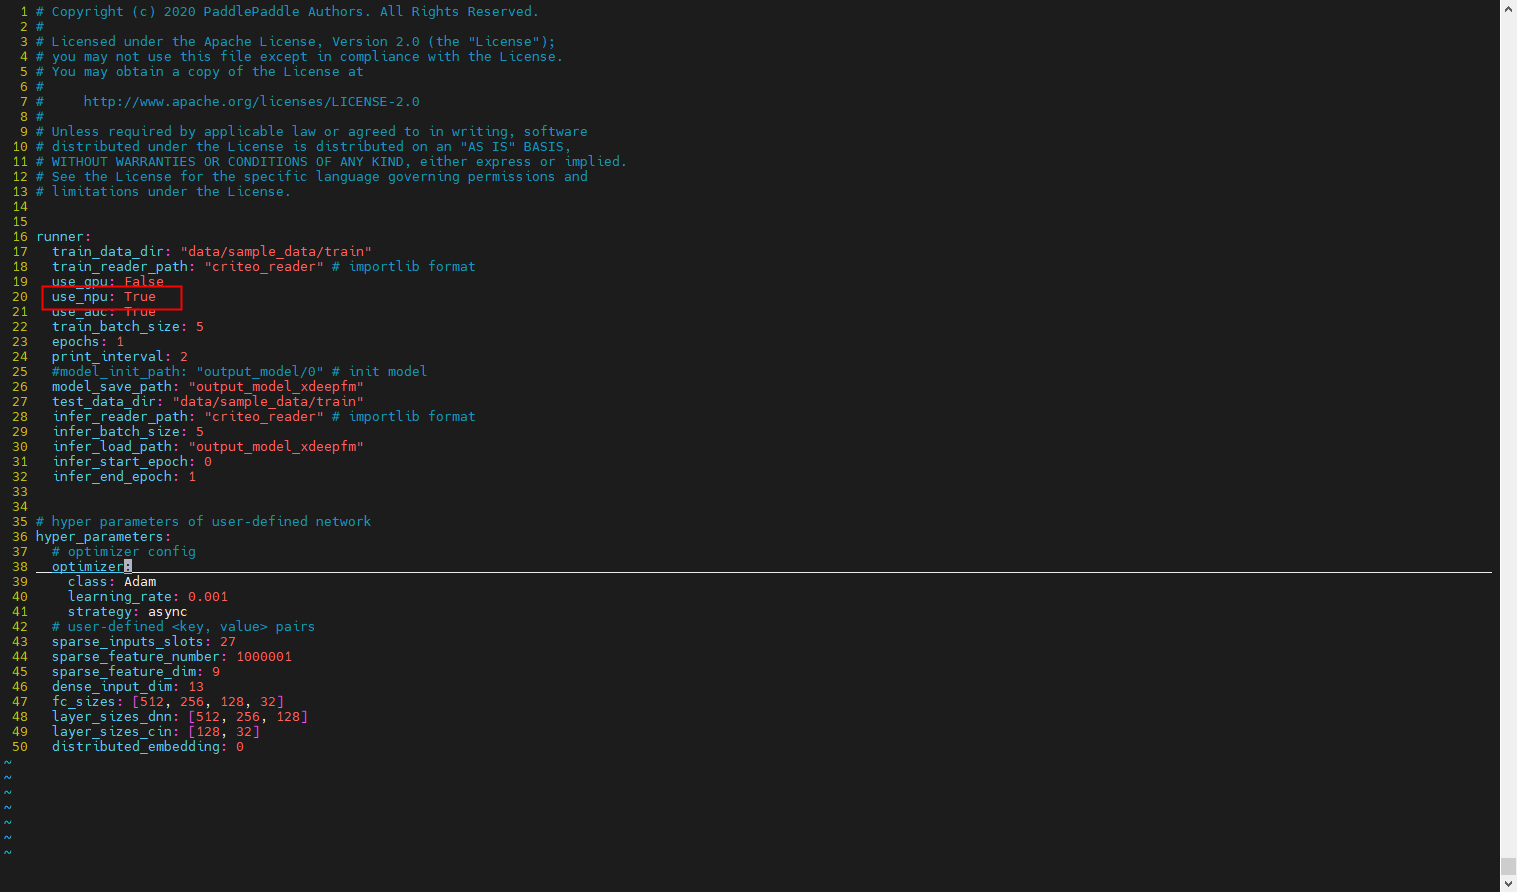 1 # Copyright (c) 2020 PaddlePaddle Authors. All Rights Reserved.
2 #
3 # Licensed under the Apache License, Version 2.0 (the "License");
4 # you may not use this file except in compliance with the License.
5 # You may obtain a copy of the License at
6 #
7 #     http://www.apache.org/licenses/LICENSE-2.0
8 #
9 # Unless required by applicable law or agreed to in writing, software
10 # distributed under the License is distributed on an "AS IS" BASIS,
11 # WITHOUT WARRANTIES OR CONDITIONS OF ANY KIND, either express or implied.
12 # See the License for the specific language governing permissions and
13 # limitations under the License.
14
15
16 runner:
17   train_data_dir: "data/sample_data/train"
18   train_reader_path: "criteo_reader" # importlib format
19   use_gpu: False
20   use_npu: True
21   use_auc: True
22   train_batch_size: 5
23   epochs: 1
24   print_interval: 2
25   #model_init_path: "output_model/0" # init model
26   model_save_path: "output_model_xdeepfm"
27   test_data_dir: "data/sample_data/train"
28   infer_reader_path: "criteo_reader" # importlib format
29   infer_batch_size: 5
30   infer_load_path: "output_model_xdeepfm"
31   infer_start_epoch: 0
32   infer_end_epoch: 1
33
34
35 # hyper parameters of user-defined network
36 hyper_parameters:
37   # optimizer config
38   optimizer:
39     class: Adam
40     learning_rate: 0.001
41     strategy: async
42   # user-defined <key, value> pairs
43   sparse_inputs_slots: 27
44   sparse_feature_number: 1000001
45   sparse_feature_dim: 9
46   dense_input_dim: 13
47   fc_sizes: [512, 256, 128, 32]
48   layer_sizes_dnn: [512, 256, 128]
49   layer_sizes_cin: [128, 32]
50   distributed_embedding: 0
~
~
~
~
~
~
~